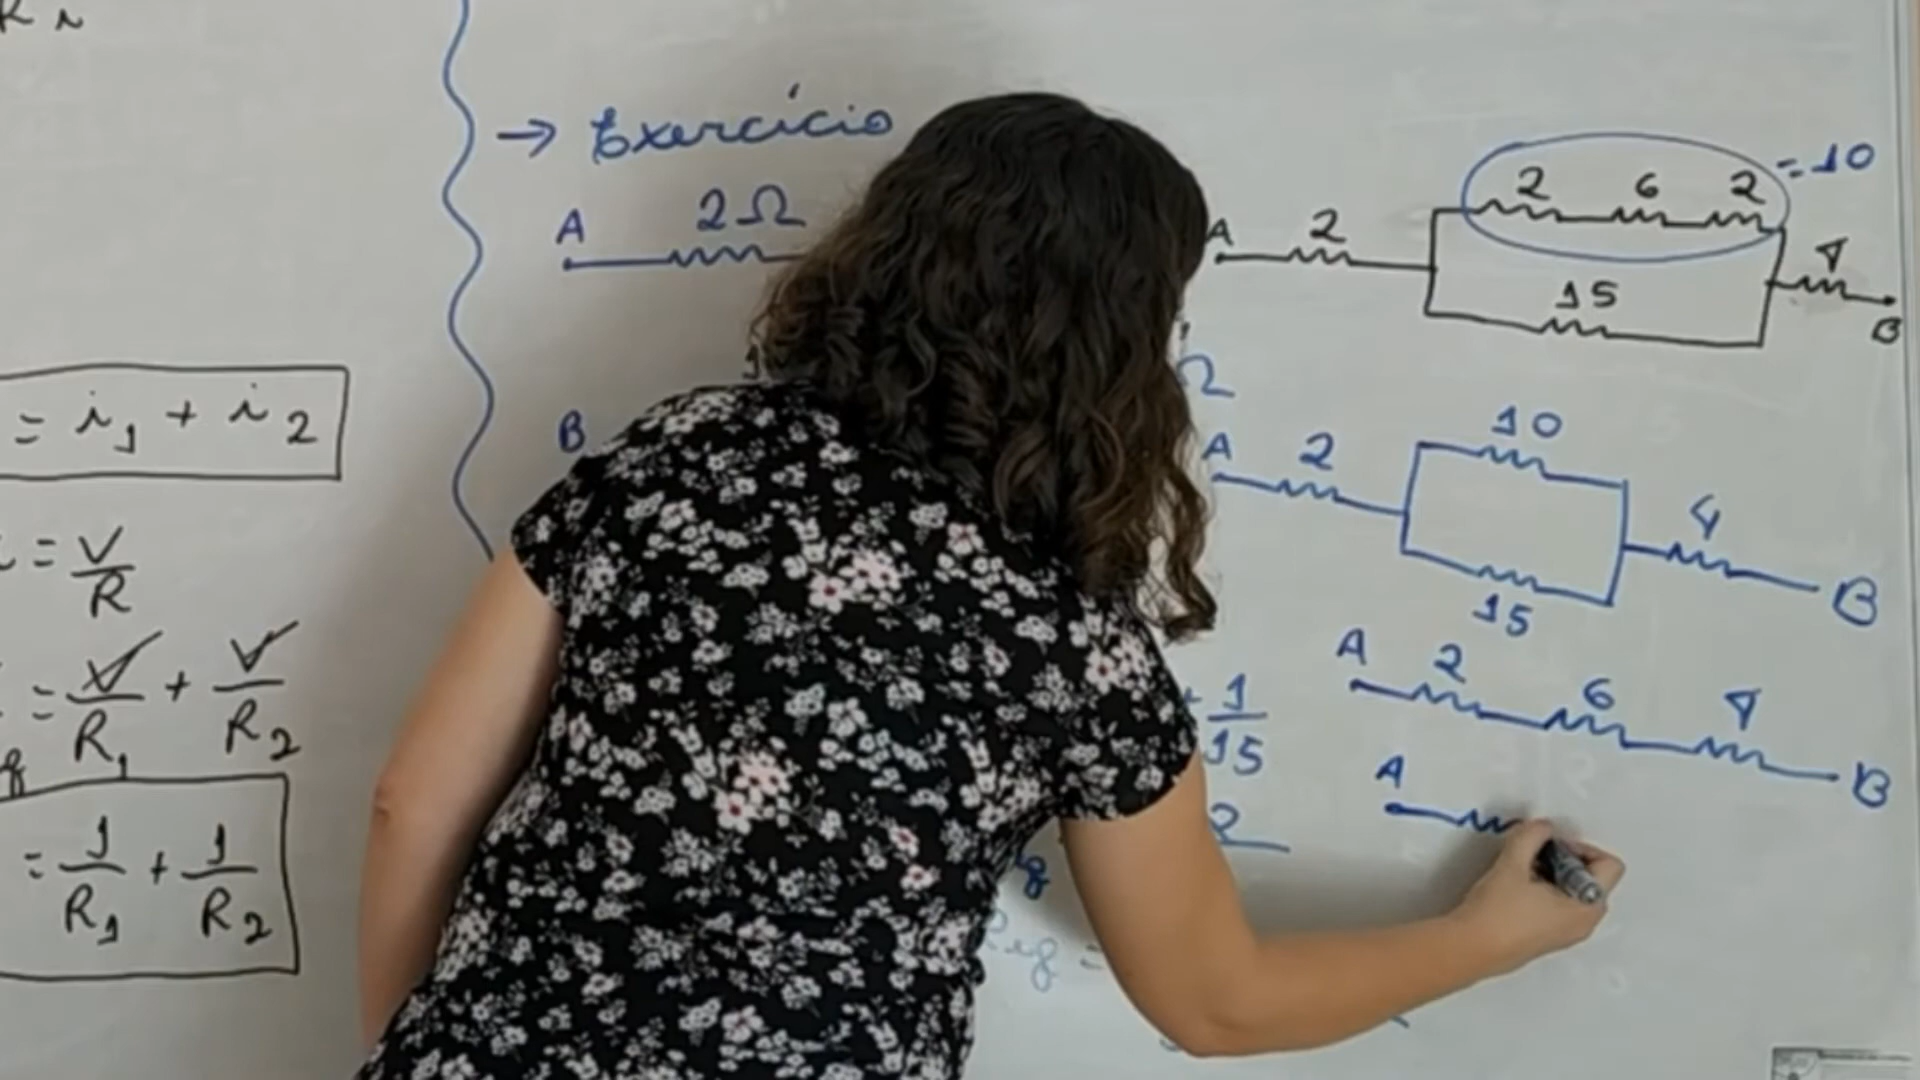 = i₁ + i₂
= V/R
= V/R₁ + V/R₂
= 1/R₁ + 1/R₂
→ Exercício
A 2Ω
B
A 2 2 6 2 = 10
15 4 B
Ω
A 2 10 4 B
15
A 2 6 4 B
+ 1/15
2
A
Req =